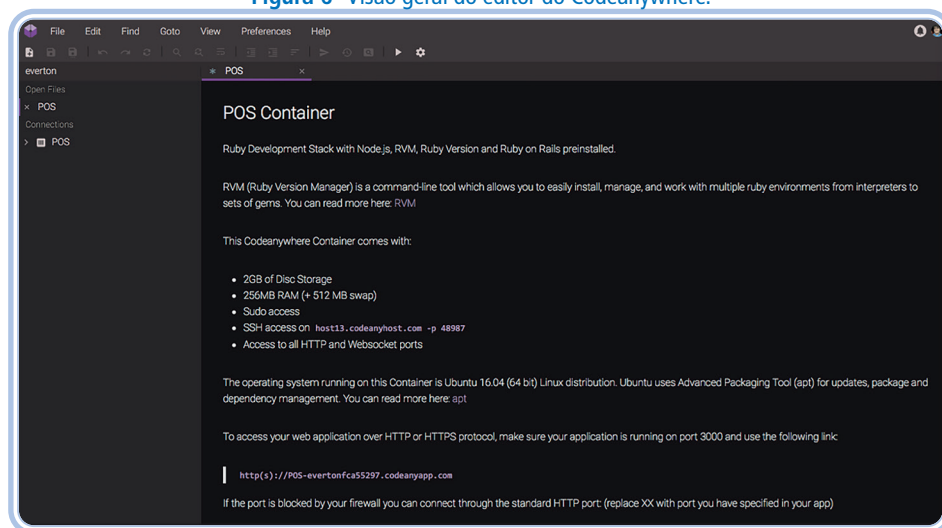 Figura 6 Visão geral do editor do Codeanywhere.
File Edit Find Goto View Preferences Help
everton
* POS ×
Open Files
× POS
Connections
> POS
POS Container
Ruby Development Stack with Node.js, RVM, Ruby Version and Ruby on Rails preinstalled.
RVM (Ruby Version Manager) is a command-line tool which allows you to easily install, manage, and work with multiple ruby environments from interpreters to
sets of gems. You can read more here: RVM
This Codeanywhere Container comes with:
• 2GB of Disc Storage
• 256MB RAM (+ 512 MB swap)
• Sudo access
• SSH access on host13.codeanyhost.com -p 48987
• Access to all HTTP and Websocket ports
The operating system running on this Container is Ubuntu 16.04 (64 bit) Linux distribution. Ubuntu uses Advanced Packaging Tool (apt) for updates, package and
dependency management. You can read more here: apt
To access your web application over HTTP or HTTPS protocol, make sure your application is running on port 3000 and use the following link:
http(s)://POS-evertonfca55297.codeanyapp.com
If the port is blocked by your firewall you can connect through the standard HTTP port: (replace XX with port you have specified in your app)